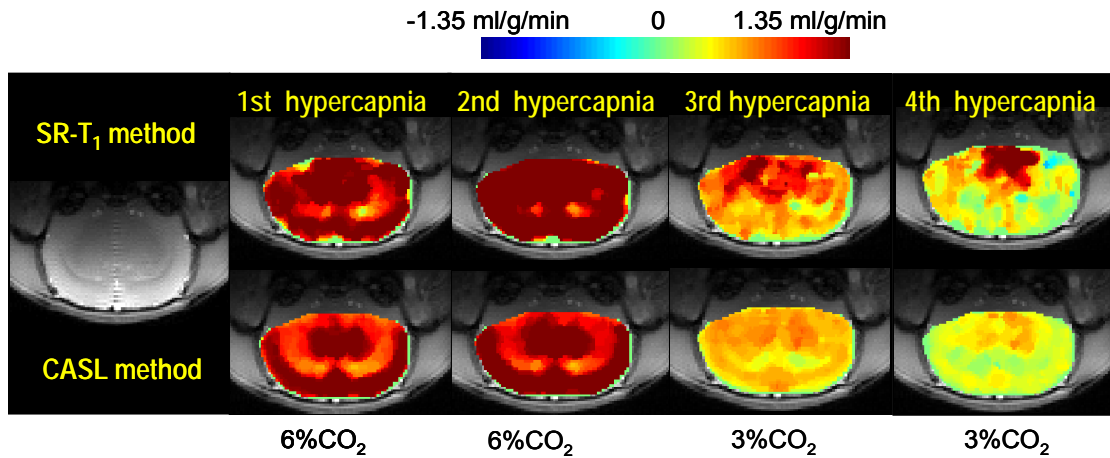 -1.35 ml/g/min 0 1.35 ml/g/min
1st hypercapnia 2nd hypercapnia 3rd hypercapnia 4th hypercapnia
SR-T₁ method
CASL method
6%CO₂ 6%CO₂ 3%CO₂ 3%CO₂